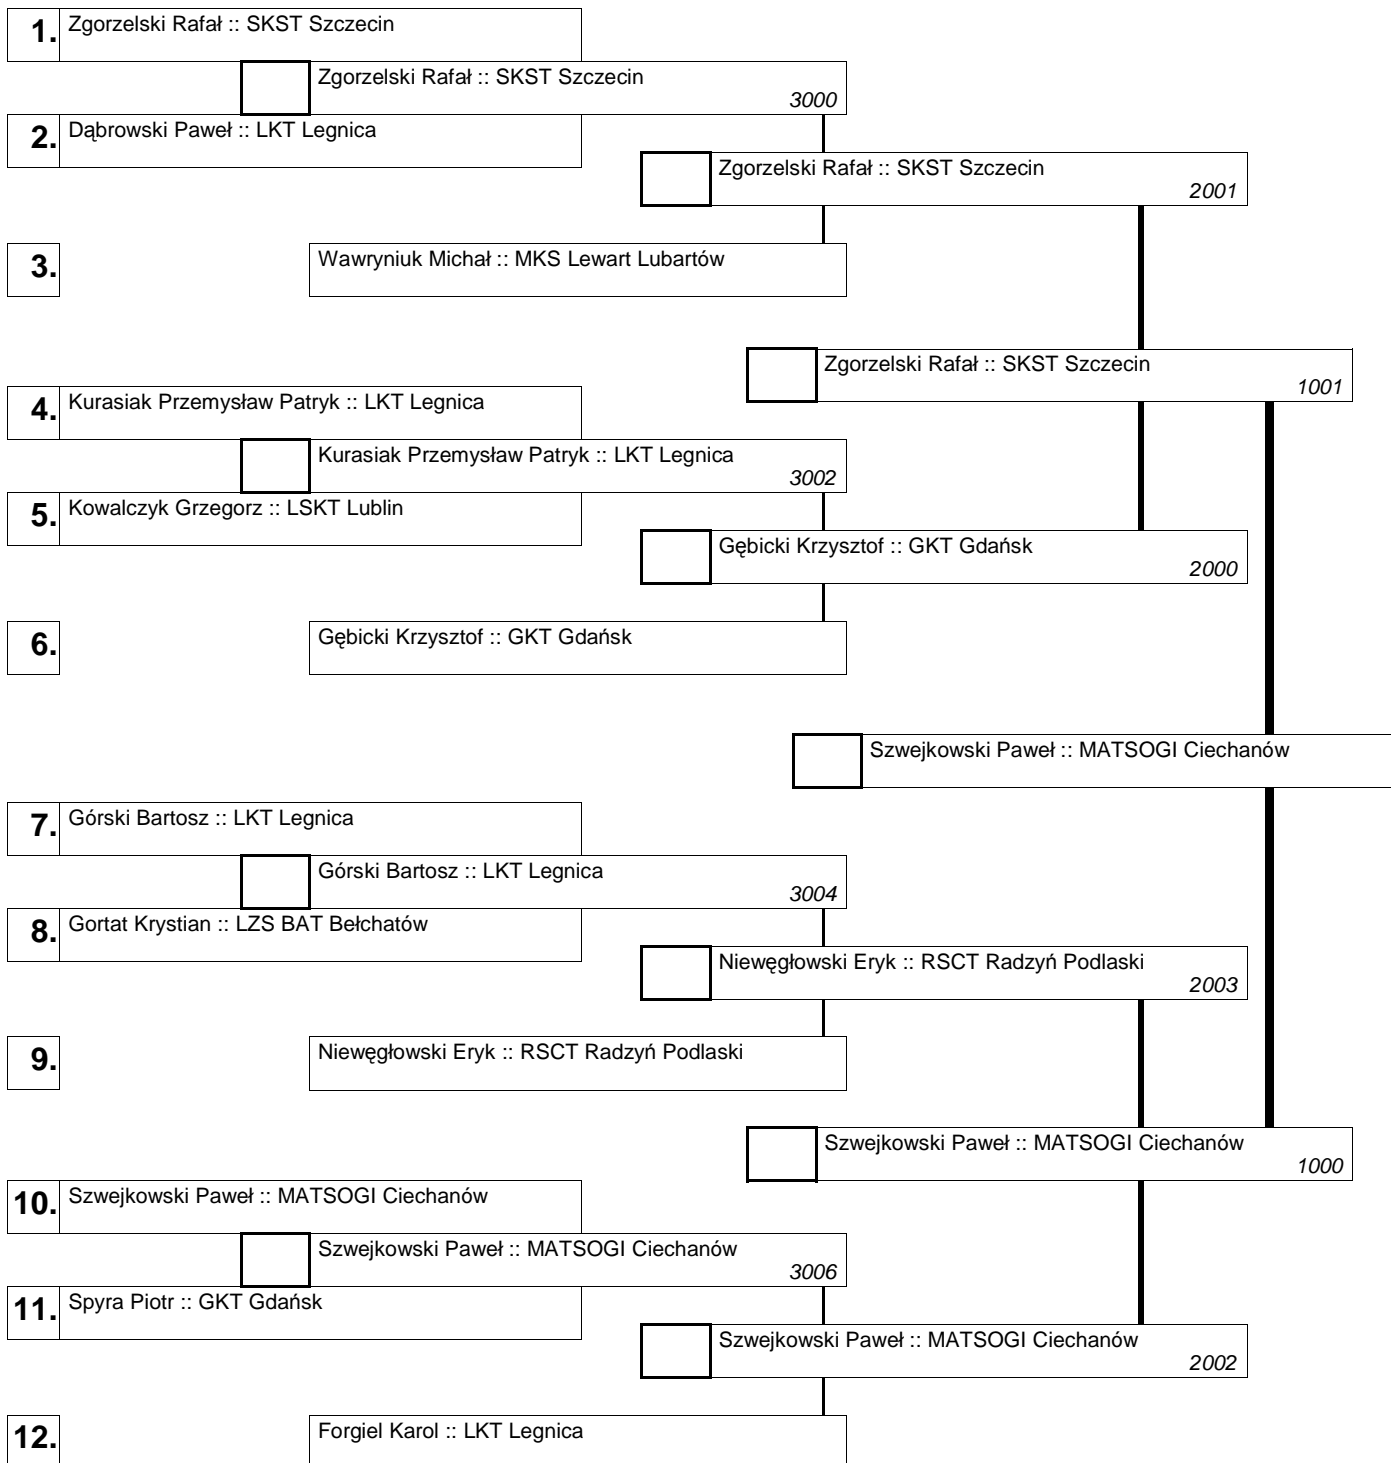 1. Zgorzelski Rafał :: SKST Szczecin
Zgorzelski Rafał :: SKST Szczecin
3000
2. Dąbrowski Paweł :: LKT Legnica
Zgorzelski Rafał :: SKST Szczecin
2001
3. Wawryniuk Michał :: MKS Lewart Lubartów
Zgorzelski Rafał :: SKST Szczecin
1001
4. Kurasiak Przemysław Patryk :: LKT Legnica
Kurasiak Przemysław Patryk :: LKT Legnica
3002
5. Kowalczyk Grzegorz :: LSKT Lublin
Gębicki Krzysztof :: GKT Gdańsk
2000
6. Gębicki Krzysztof :: GKT Gdańsk
Szwejkowski Paweł :: MATSOGI Ciechanów
7. Górski Bartosz :: LKT Legnica
Górski Bartosz :: LKT Legnica
3004
8. Gortat Krystian :: LZS BAT Bełchatów
Niewęgłowski Eryk :: RSCT Radzyń Podlaski
2003
9. Niewęgłowski Eryk :: RSCT Radzyń Podlaski
Szwejkowski Paweł :: MATSOGI Ciechanów
1000
10. Szwejkowski Paweł :: MATSOGI Ciechanów
Szwejkowski Paweł :: MATSOGI Ciechanów
3006
11. Spyra Piotr :: GKT Gdańsk
Szwejkowski Paweł :: MATSOGI Ciechanów
2002
12. Forgiel Karol :: LKT Legnica